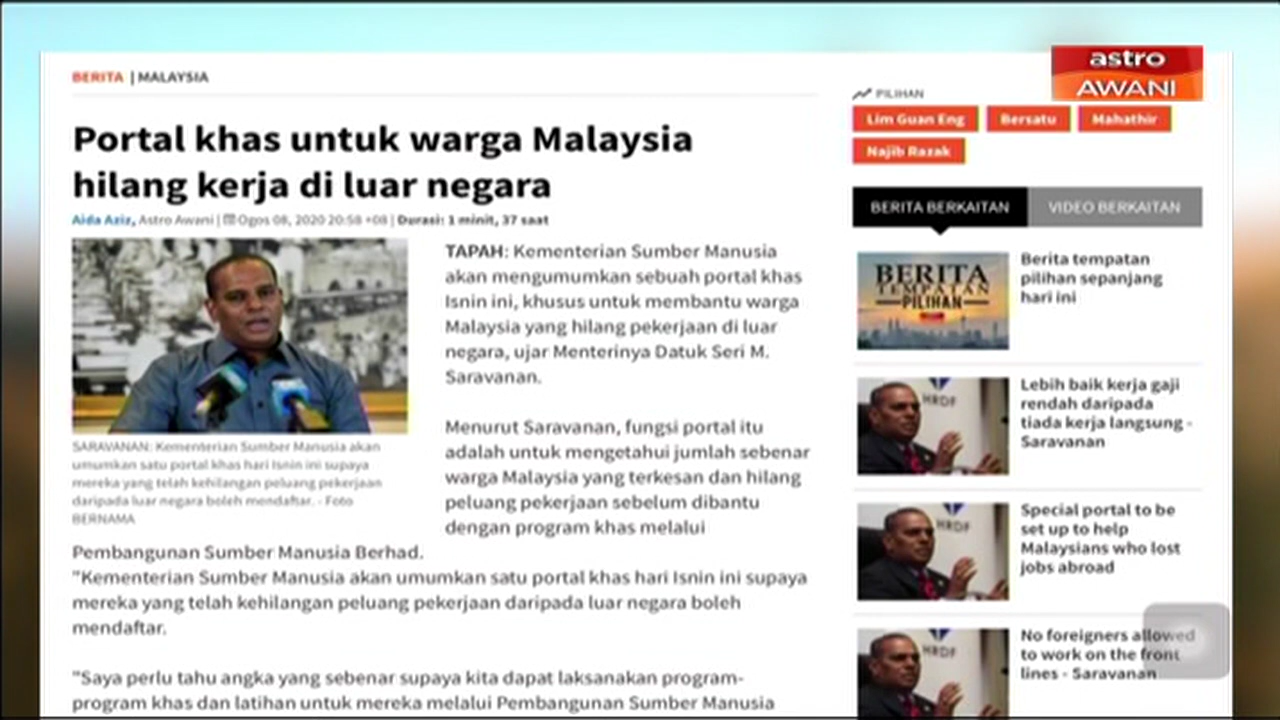 astro
AWANI
BERITA | MALAYSIA
Portal khas untuk warga Malaysia
hilang kerja di luar negara
Aida Aziz, Astro Awani | Ogos 08, 2020 20:58 +08 | Durasi: 1 minit, 37 saat
TAPAH: Kementerian Sumber Manusia
akan mengumumkan sebuah portal khas
Isnin ini, khusus untuk membantu warga
Malaysia yang hilang pekerjaan di luar
negara, ujar Menterinya Datuk Seri M.
Saravanan.
SARAVANAN: Kementerian Sumber Manusia akan
umumkan satu portal khas hari Isnin ini supaya
mereka yang telah kehilangan peluang pekerjaan
daripada luar negara boleh mendaftar. - Foto
BERNAMA
Menurut Saravanan, fungsi portal itu
adalah untuk mengetahui jumlah sebenar
warga Malaysia yang terkesan dan hilang
peluang pekerjaan sebelum dibantu
dengan program khas melalui
Pembangunan Sumber Manusia Berhad.
"Kementerian Sumber Manusia akan umumkan satu portal khas hari Isnin ini supaya
mereka yang telah kehilangan peluang pekerjaan daripada luar negara boleh
mendaftar.
"Saya perlu tahu angka yang sebenar supaya kita dapat laksanakan program-
program khas dan latihan untuk mereka melalui Pembangunan Sumber Manusia
PILIHAN
Lim Guan Eng Bersatu Mahathir
Najib Razak
BERITA BERKAITAN VIDEO BERKAITAN
BERITA
TEMPATAN
PILIHAN
Berita tempatan
pilihan sepanjang
hari ini
HRDF
Lebih baik kerja gaji
rendah daripada
tiada kerja langsung -
Saravanan
HRDF
Special portal to be
set up to help
Malaysians who lost
jobs abroad
HRDF
No foreigners allowed
to work on the front
lines - Saravanan